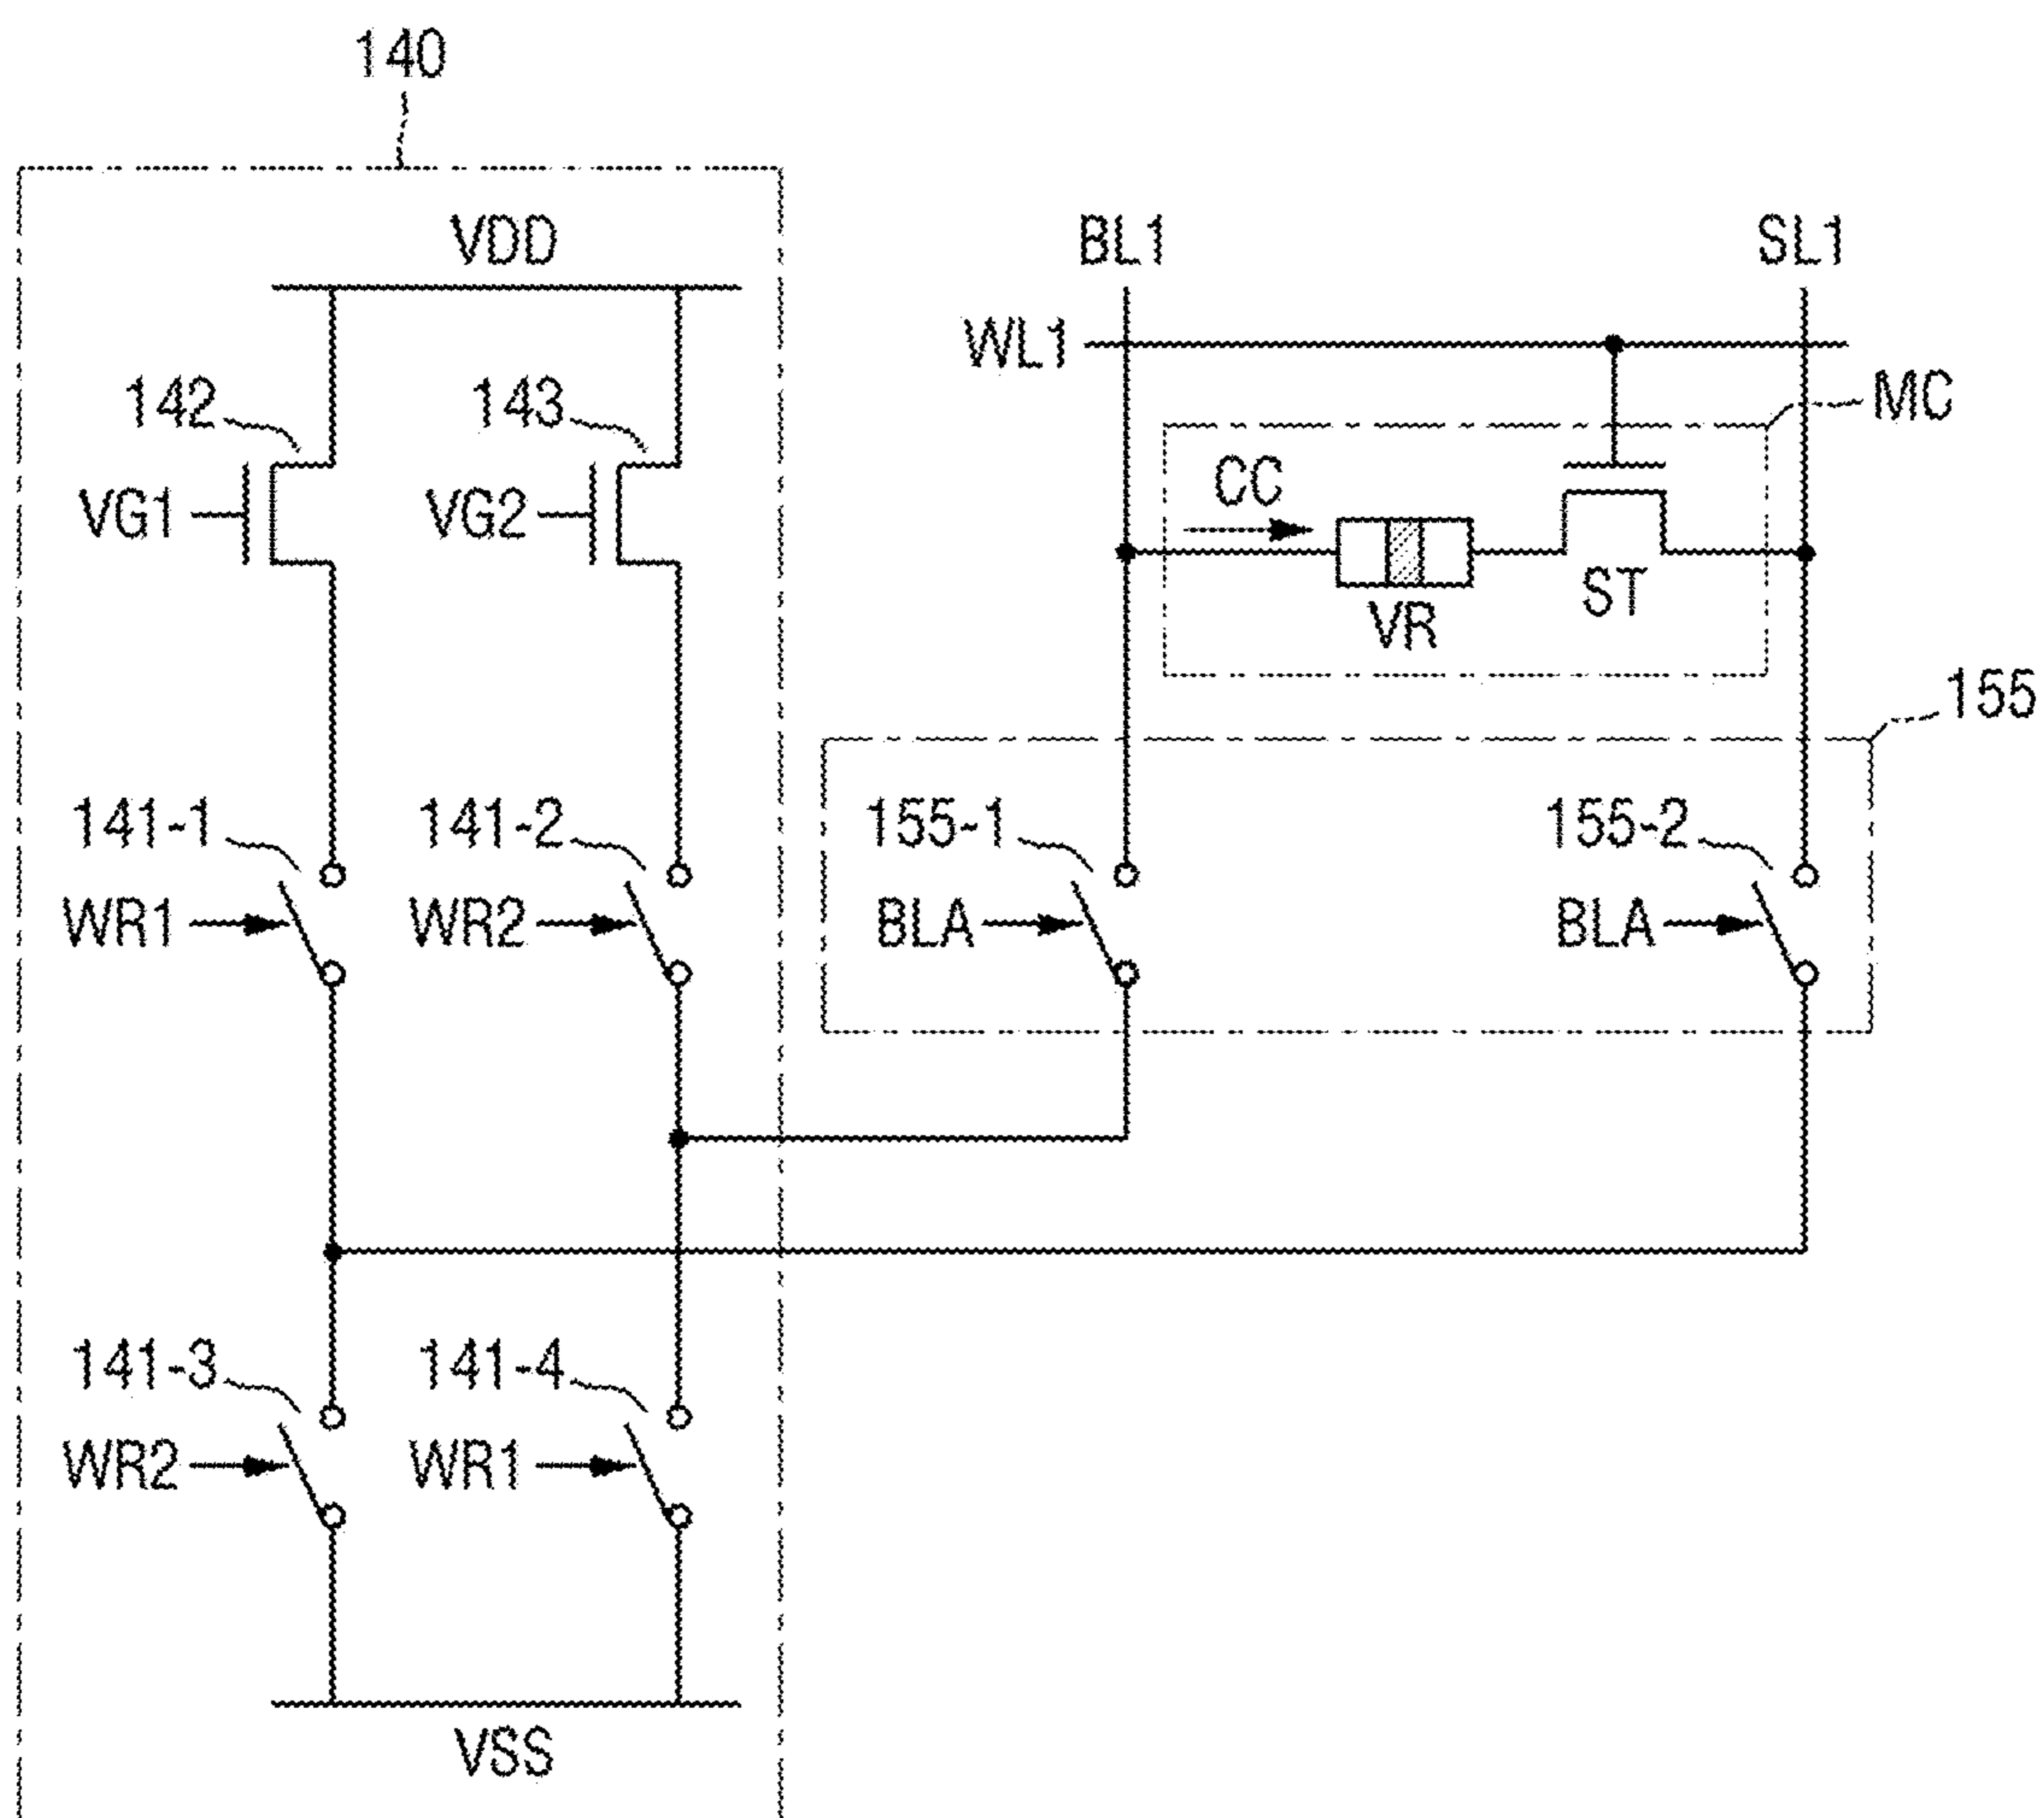 140
VDD
BL1
SL1
WL1
142
143
MC
CC
VG1
VG2
ST
VR
155
141-1
141-2
155-1
155-2
WR1
WR2
BLA
BLA
141-3
141-4
WR2
WR1
VSS